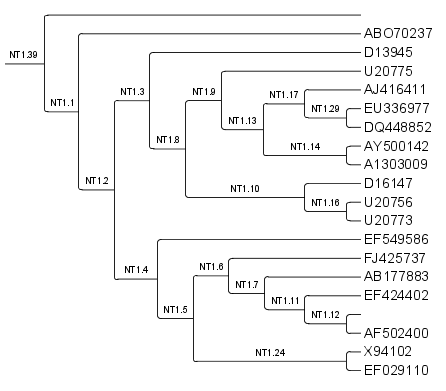 ABO70237
NT1.39
D13945
U20775
NT1.3
NT1.9
AJ416411
NT1.17
NT1.1
EU336977
NT1.29
NT1.13
DQ448852
NT1.8
AY500142
NT1.14
A1303009
NT1.2
D16147
NT1.10
U20756
NT1.16
U20773
EF549586
FJ425737
NT1.6
NT1.4
AB177883
NT1.7
EF424402
NT1.11
NT1.5
NT1.12
AF502400
X94102
NT1.24
EF029110